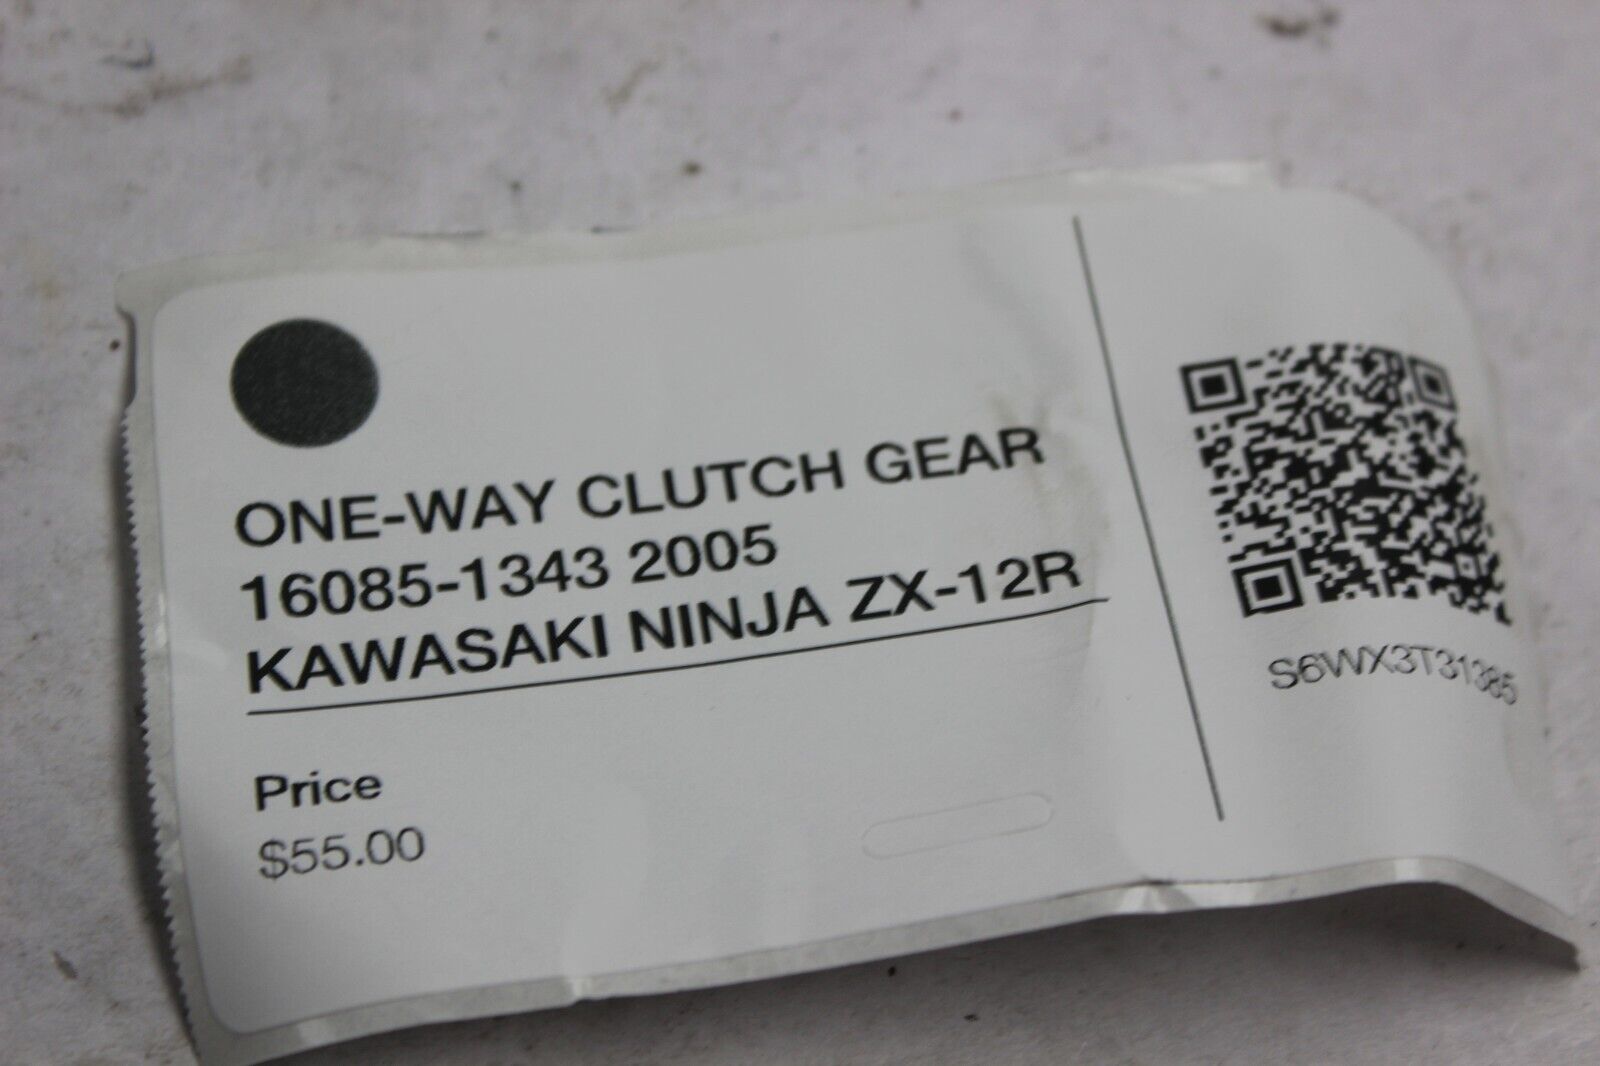 ONE-WAY CLUTCH GEAR
16085-1343 2005
KAWASAKI NINJA ZX-12R
Price
$55.00
S6WX3T31385